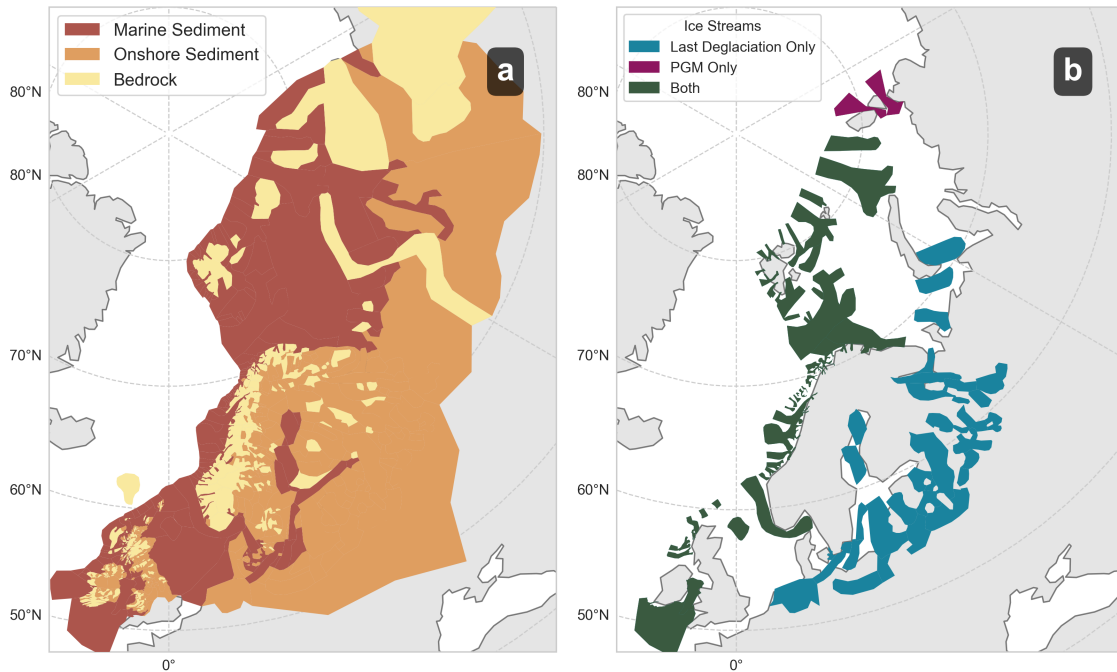 Marine Sediment
Onshore Sediment
Bedrock
a
80°N
80°N
70°N
60°N
50°N
0°
Ice Streams
Last Deglaciation Only
PGM Only
Both
b
80°N
80°N
70°N
60°N
50°N
0°